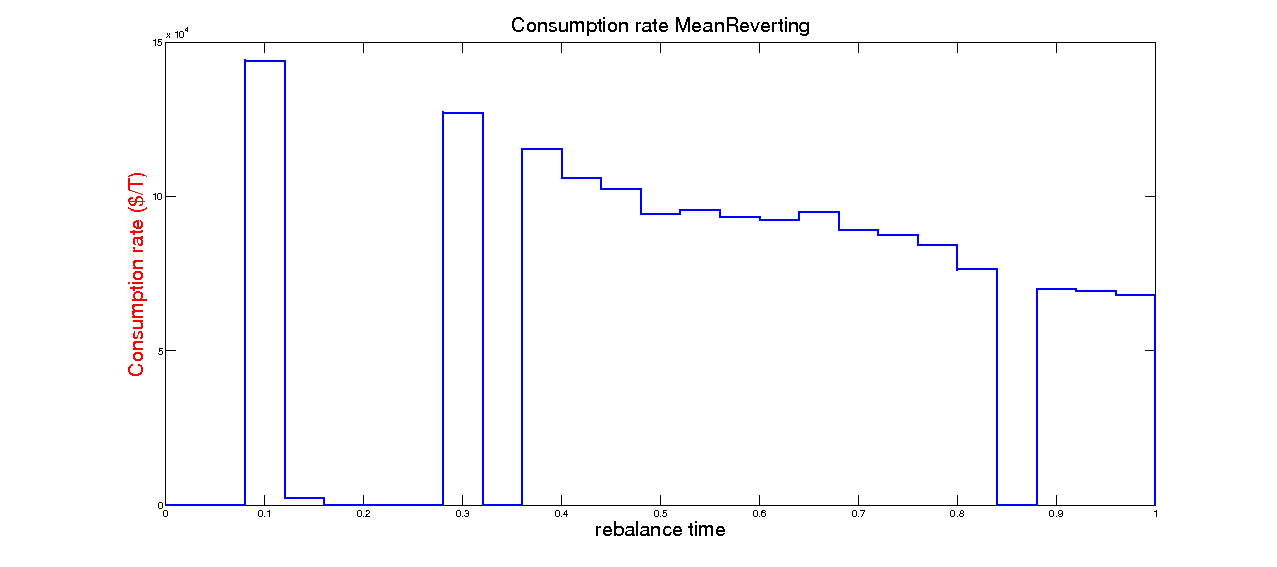 Consumption rate MeanReverting
x 10^4
15
10
5
0
Consumption rate ($/T)
0 0.1 0.2 0.3 0.4 0.5 0.6 0.7 0.8 0.9 1
rebalance time